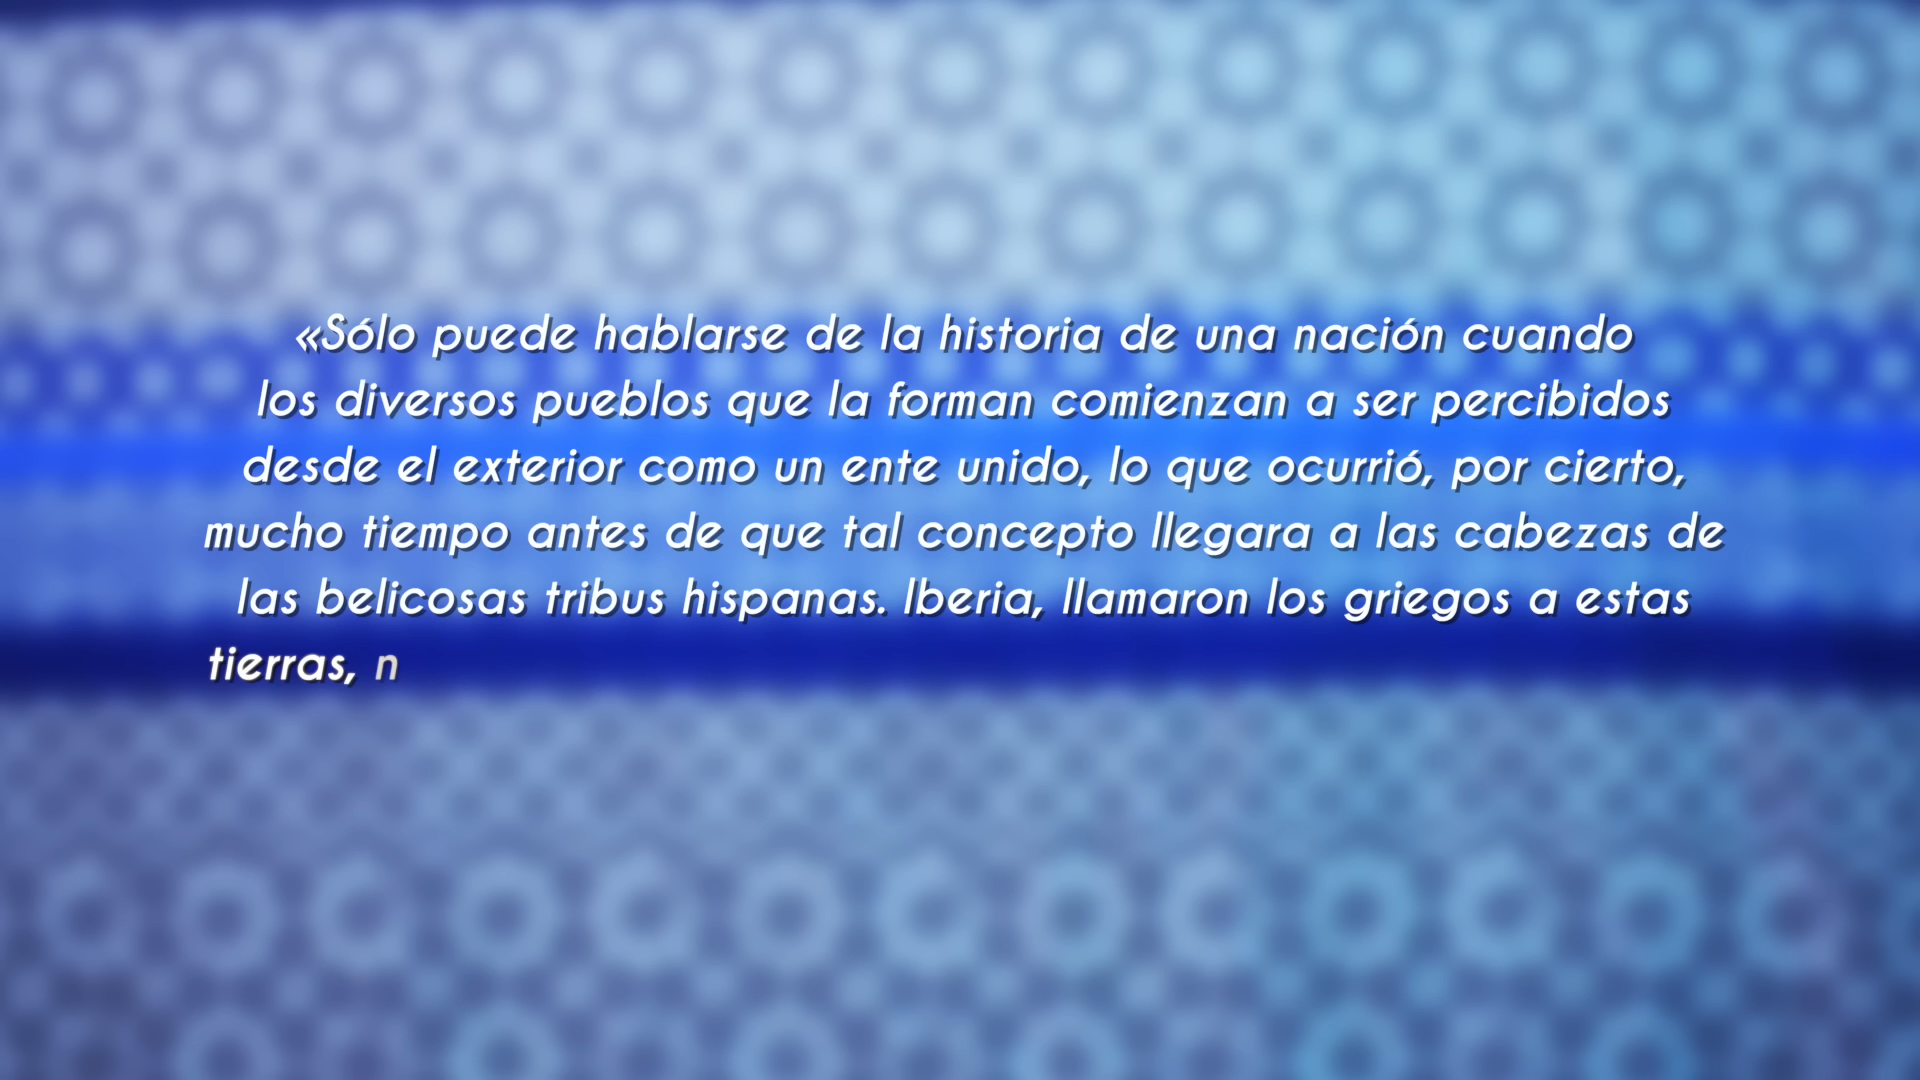 «Sólo puede hablarse de la historia de una nación cuando
los diversos pueblos que la forman comienzan a ser percibidos
desde el exterior como un ente unido, lo que ocurrió, por cierto,
mucho tiempo antes de que tal concepto llegara a las cabezas de
las belicosas tribus hispanas. Iberia, llamaron los griegos a estas
tierras, n